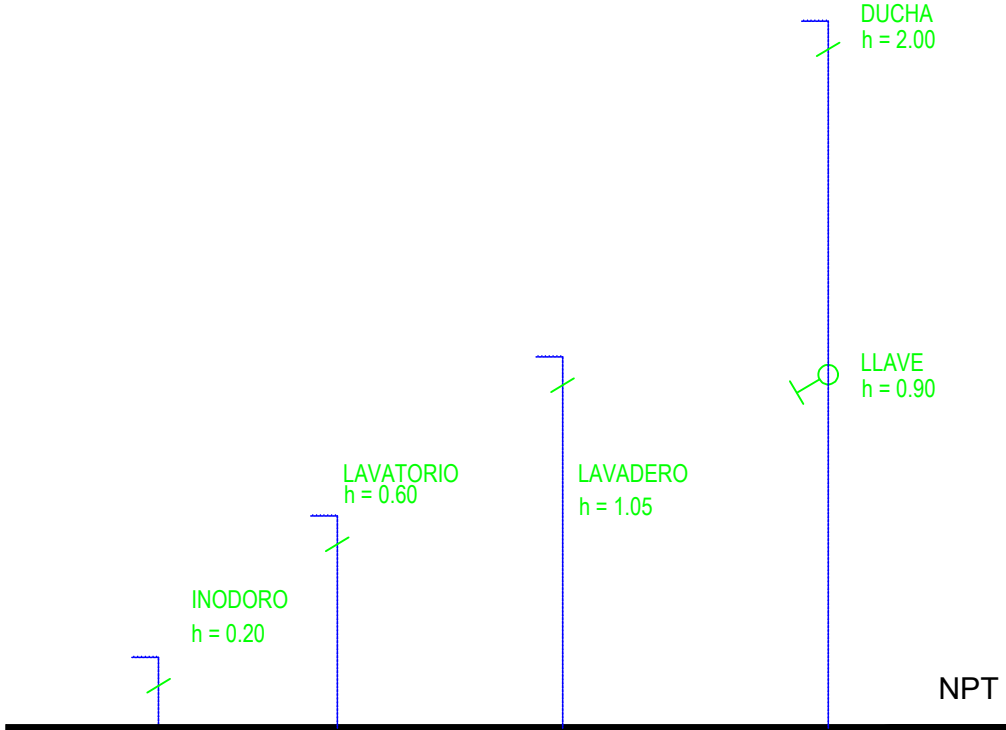 DUCHA
h = 2.00
LLAVE
h = 0.90
LAVATORIO
h = 0.60
LAVADERO
h = 1.05
INODORO
h = 0.20
NPT